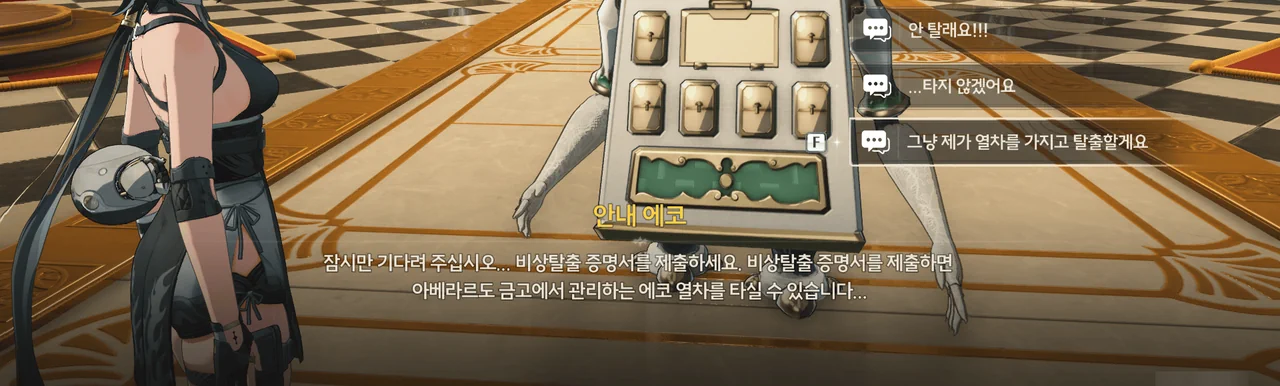 안 탈래요!!!
...타지 않겠어요
F
그냥 제가 열차를 가지고 탈출할게요
안내 에코
잠시만 기다려 주십시오... 비상탈출 증명서를 제출하세요. 비상탈출 증명서를 제출하면
아베라르도 금고에서 관리하는 에코 열차를 타실 수 있습니다...